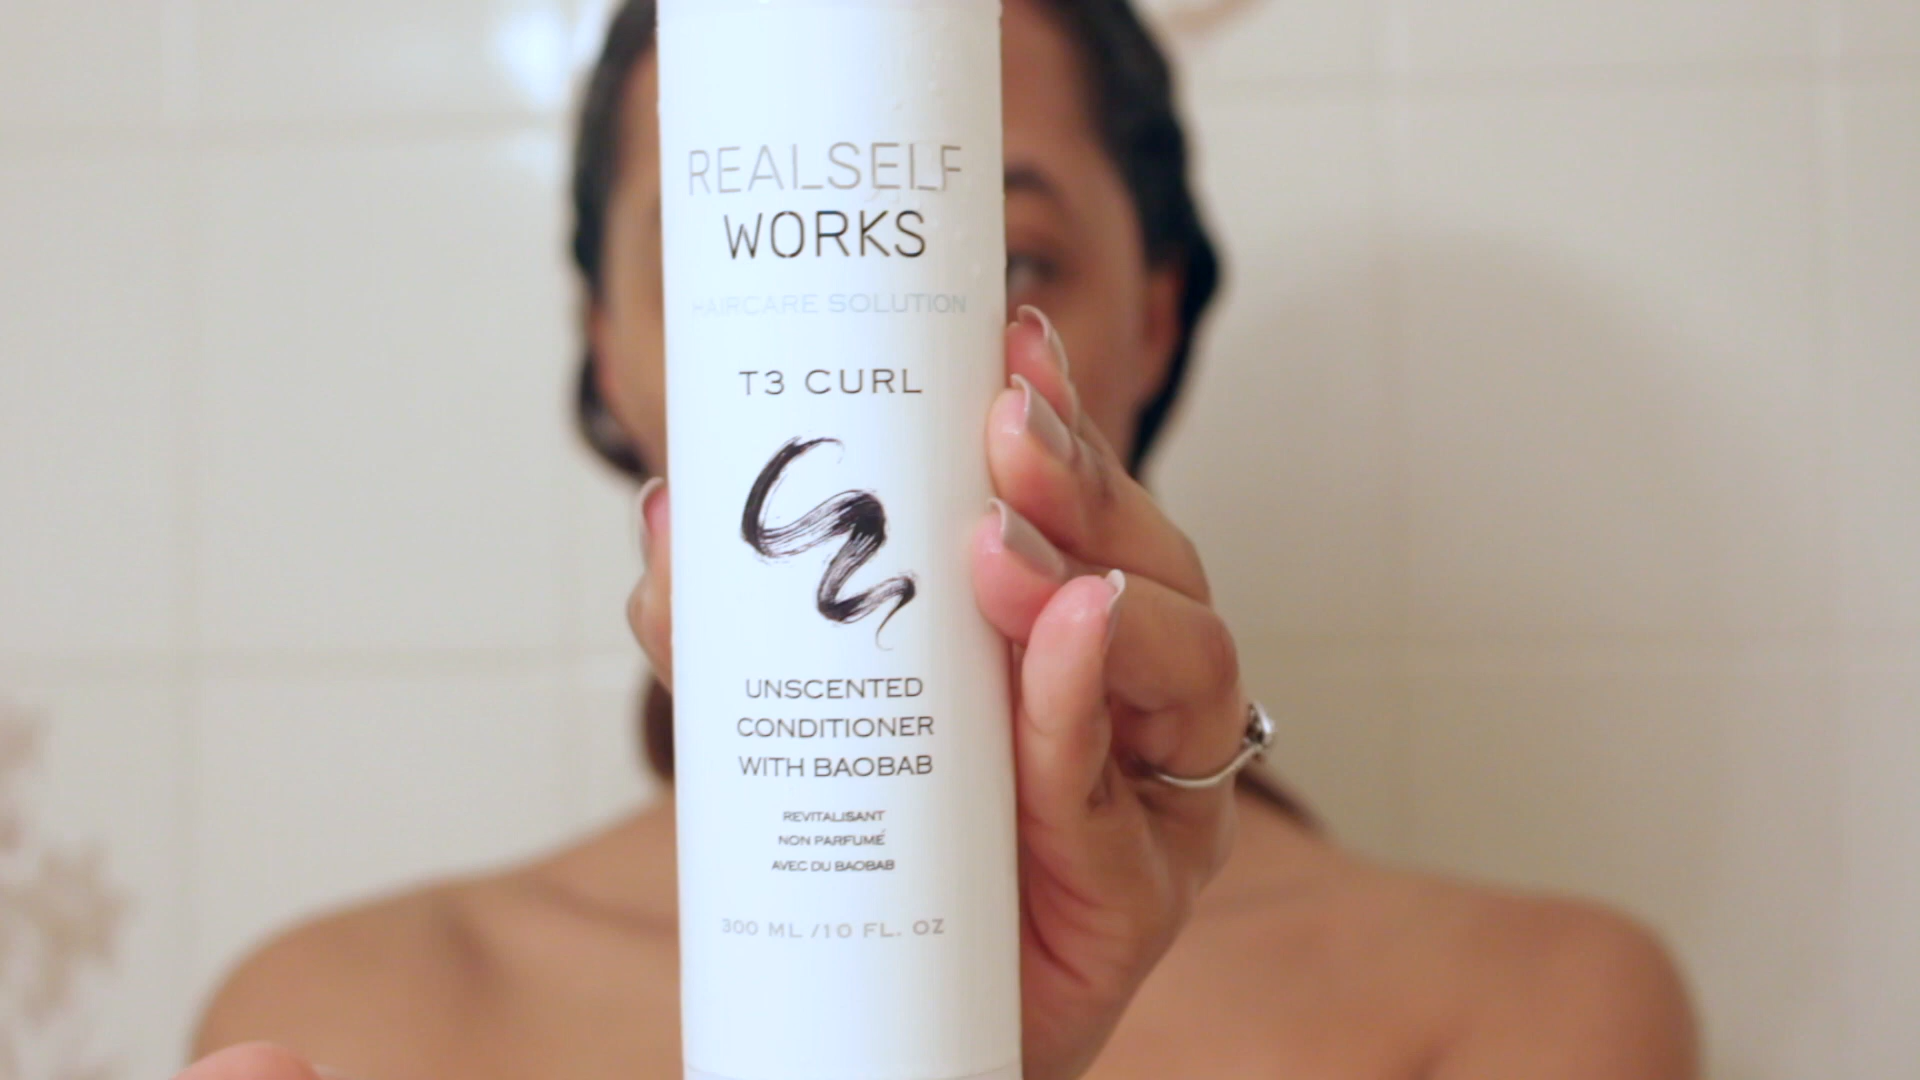 REALSELF
WORKS
HAIRCARE SOLUTION
T3 CURL
UNSCENTED
CONDITIONER
WITH BAOBAB
REVITALISANT
NON PARFUMÉ
AVEC DU BAOBAB
300 ML /10 FL. OZ